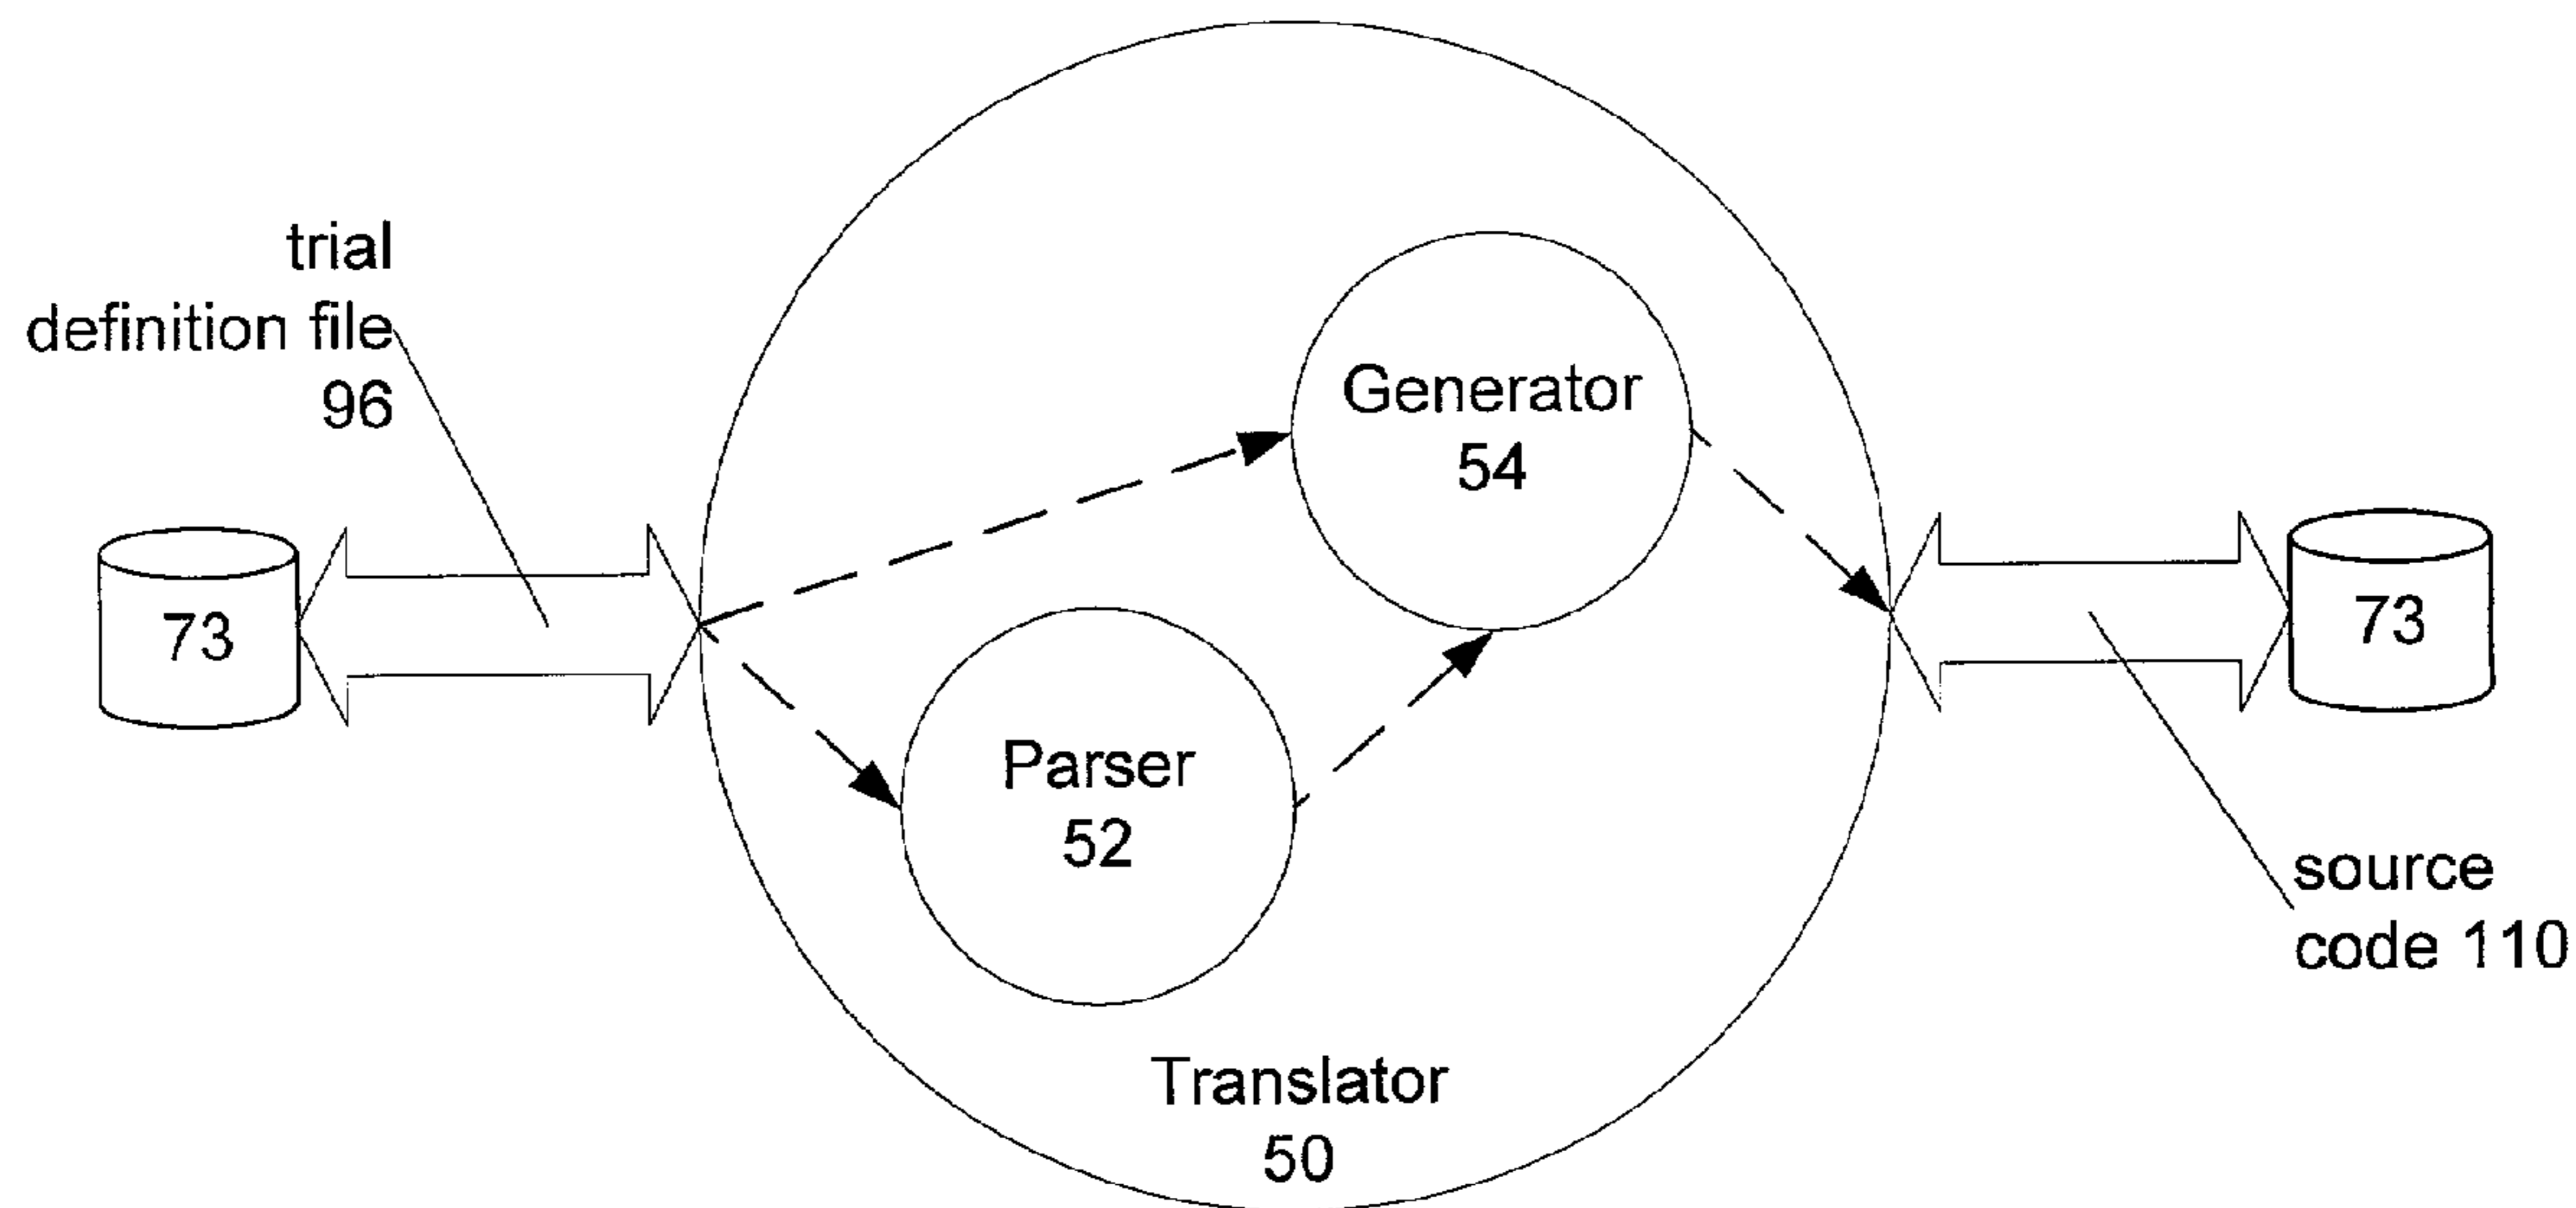 trial
definition file
96
73
Generator
54
Parser
52
Translator
50
73
source
code 110